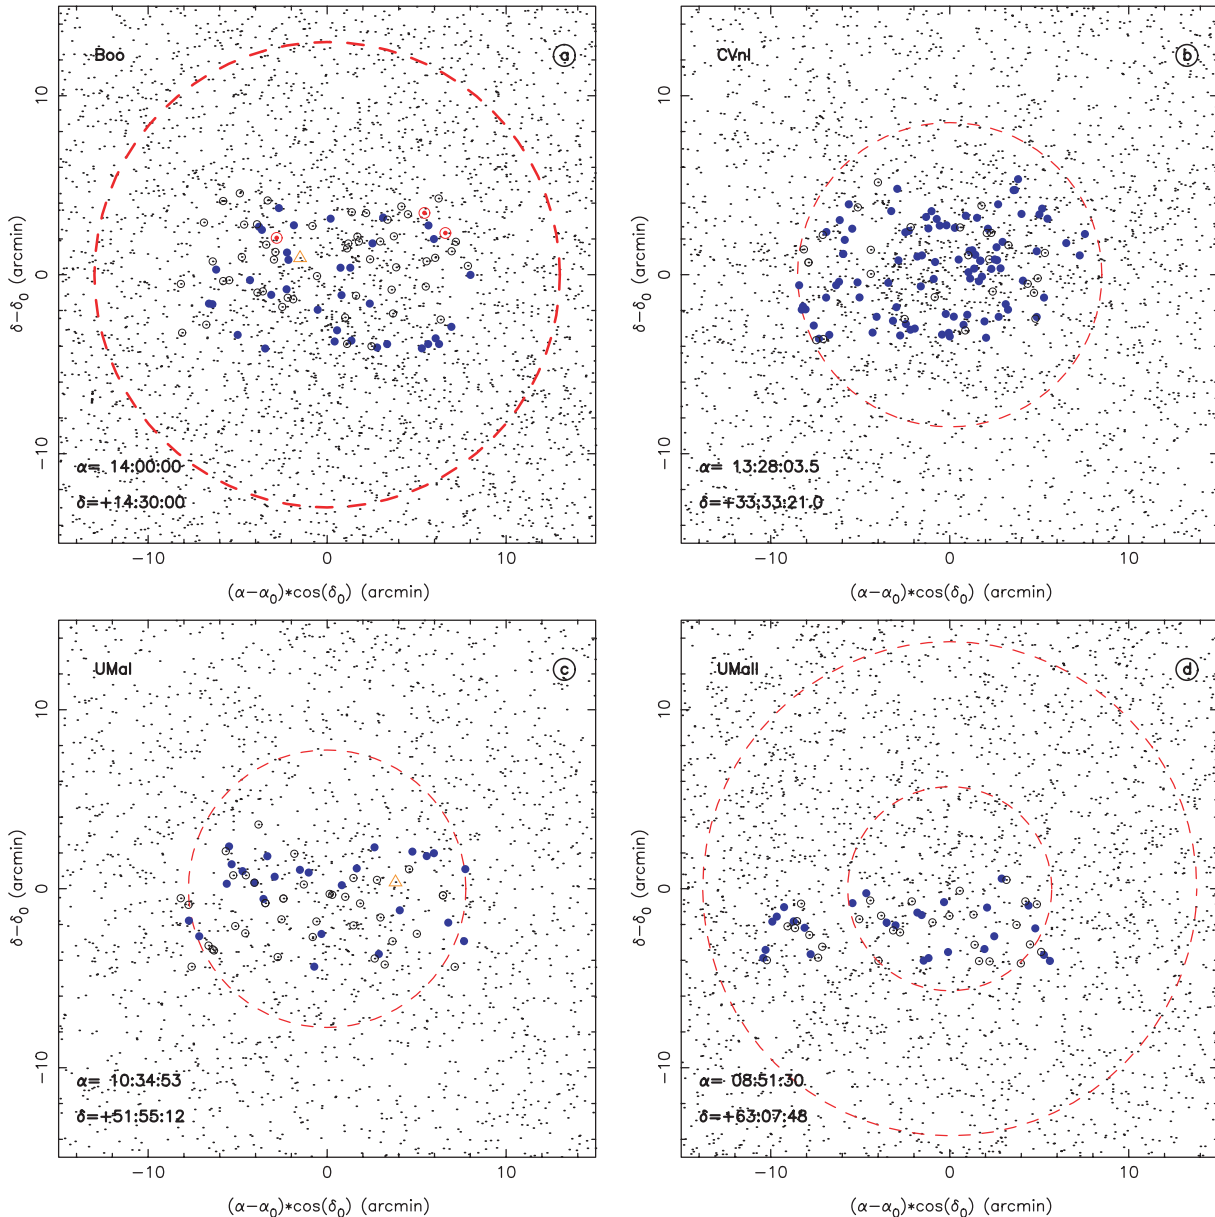 Boo
a
10
0
−10
δ−δ₀ (arcmin)
α= 14:00:00
δ=+14:30:00
−10 0 10
(α−α₀)*cos(δ₀) (arcmin)
CVnI
b
10
0
−10
δ−δ₀ (arcmin)
α= 13:28:03.5
δ=+33:33:21.0
−10 0 10
(α−α₀)*cos(δ₀) (arcmin)
UMaI
c
10
0
−10
δ−δ₀ (arcmin)
α= 10:34:53
δ=+51:55:12
−10 0 10
(α−α₀)*cos(δ₀) (arcmin)
UMaII
d
10
0
−10
δ−δ₀ (arcmin)
α= 08:51:30
δ=+63:07:48
−10 0 10
(α−α₀)*cos(δ₀) (arcmin)